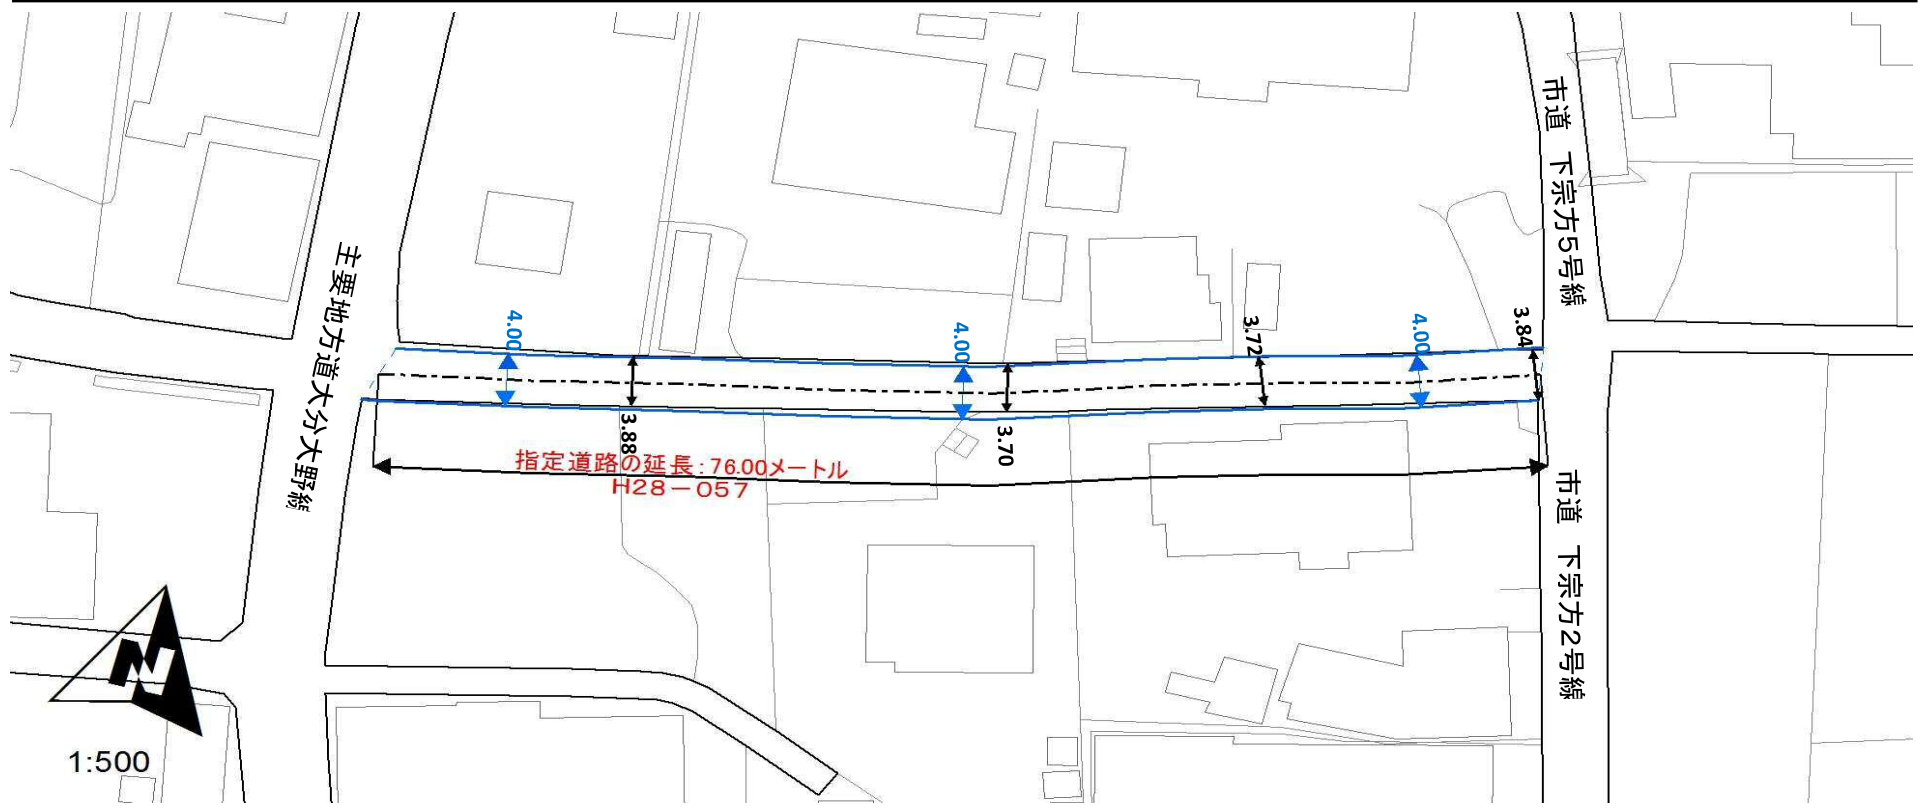 市道 下宗方5号線
主要地方道大分大野線
4.00
4.00
3.72
4.00
3.84
3.88
3.70
指定道路の延長:76.00メートル
H28-057
市道 下宗方2号線
N
1:500